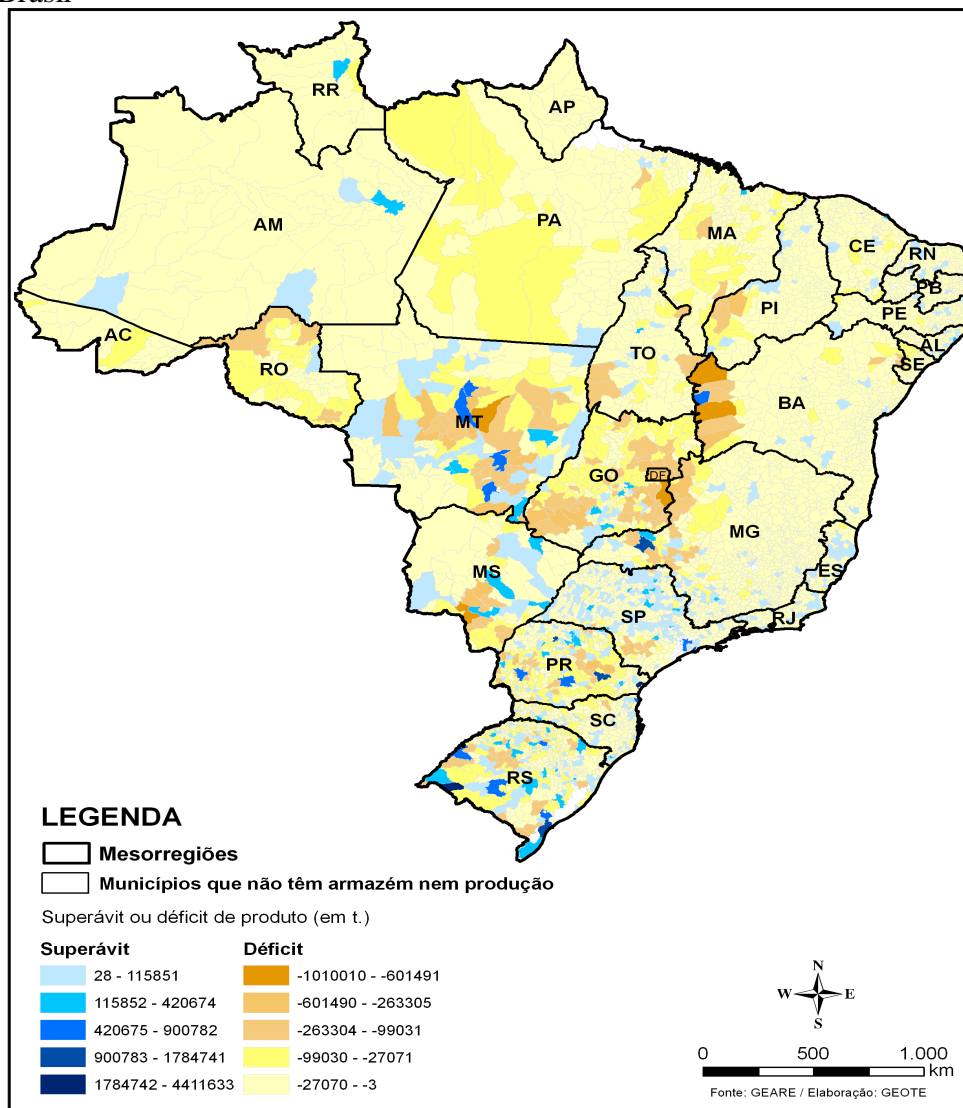 Brasil
RR
AP
AM
PA
MA
CE
RN
PB
PI
PE
AC
AL
TO
SE
RO
BA
MT
GO
DF
MG
MS
ES
SP
RJ
PR
SC
RS
LEGENDA
Mesorregiões
Municípios que não têm armazém nem produção
Superávit ou déficit de produto (em t.)
Superávit Déficit
28 - 115851 -1010010 - -601491
115852 - 420674 -601490 - -263305
420675 - 900782 -263304 - -99031
900783 - 1784741 -99030 - -27071
1784742 - 4411633 -27070 - -3
N
W E
S
0 500 1.000
km
Fonte: GEARE / Elaboração: GEOTE